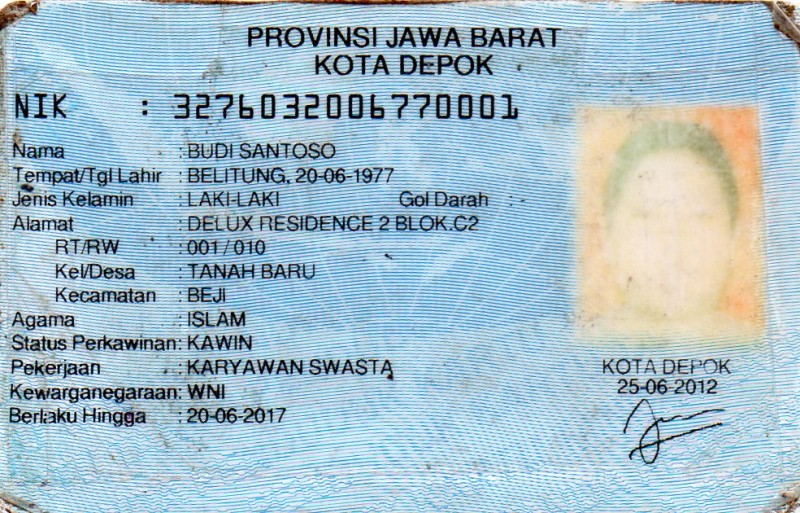 PROVINSI JAWA BARAT
KOTA DEPOK
NIK : 3276032006770001
Nama : BUDI SANTOSO
Tempat/Tgl Lahir : BELITUNG, 20-06-1977
Jenis Kelamin : LAKI-LAKI Gol Darah : -
Alamat : DELUX RESIDENCE 2 BLOK.C2
RT/RW : 001 / 010
Kel/Desa : TANAH BARU
Kecamatan : BEJI
Agama : ISLAM
Status Perkawinan: KAWIN
Pekerjaan : KARYAWAN SWASTA
Kewarganegaraan: WNI
Berlaku Hingga : 20-06-2017
KOTA DEPOK
25-06-2012